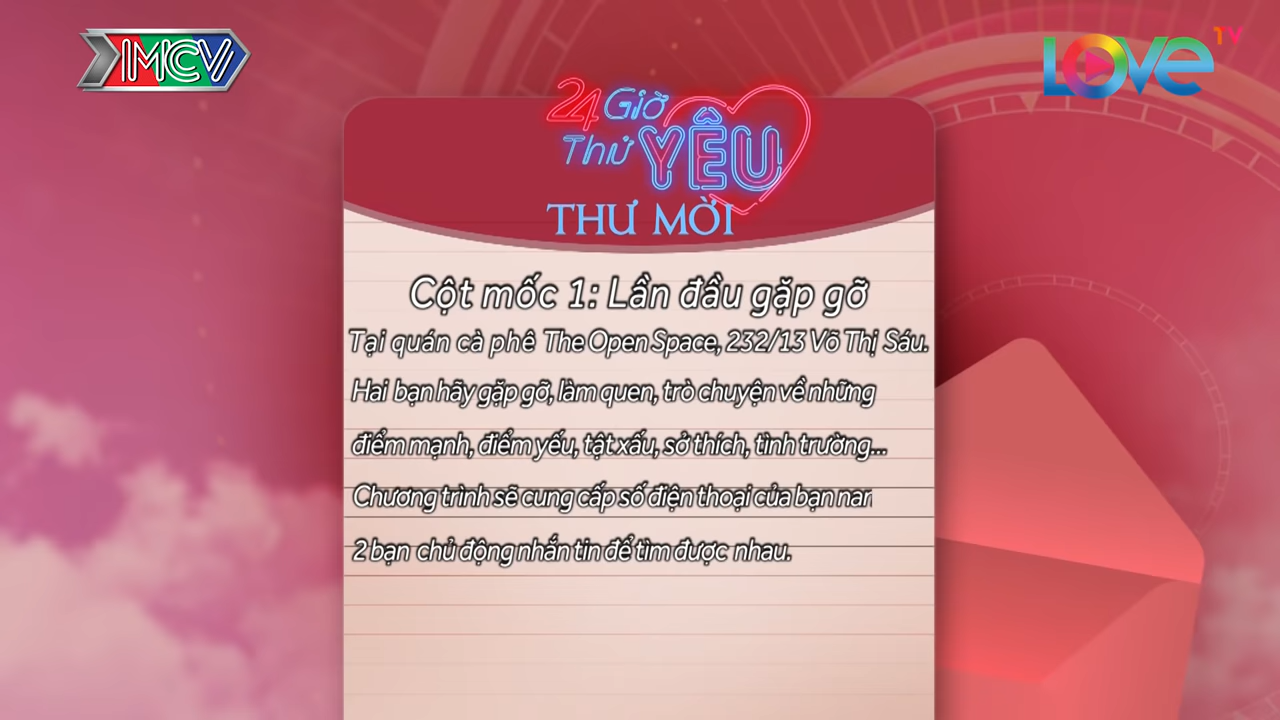 MCV
LOVE TV
24 Giờ
Thử YÊU
THƯ MỜI
Cột mốc 1: Lần đầu gặp gỡ
Tại quán cà phê The Open Space, 232/13 Võ Thị Sáu.
Hai bạn hãy gặp gỡ, làm quen, trò chuyện về những
điểm mạnh, điểm yếu, tật xấu, sở thích, tình trường...
Chương trình sẽ cung cấp số điện thoại của bạn
2 bạn chủ động nhắn tin để tìm được nhau.